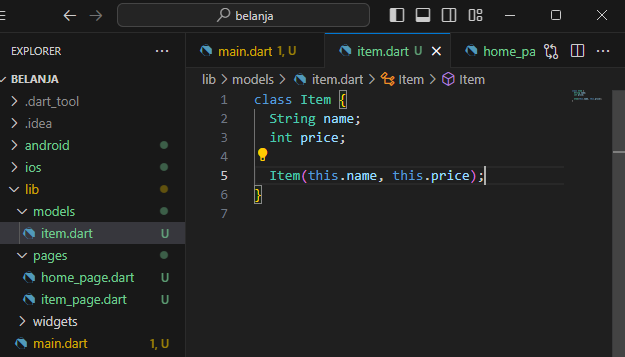 belanja
EXPLORER
main.dart 1, U
item.dart U
home_pa
BELANJA
lib > models > item.dart > Item > Item
.dart_tool
.idea
android
ios
lib
models
item.dart U
pages
home_page.dart U
item_page.dart U
widgets
main.dart 1, U
1 class Item {
2 String name;
3 int price;
4
5 Item(this.name, this.price);
6 }
7